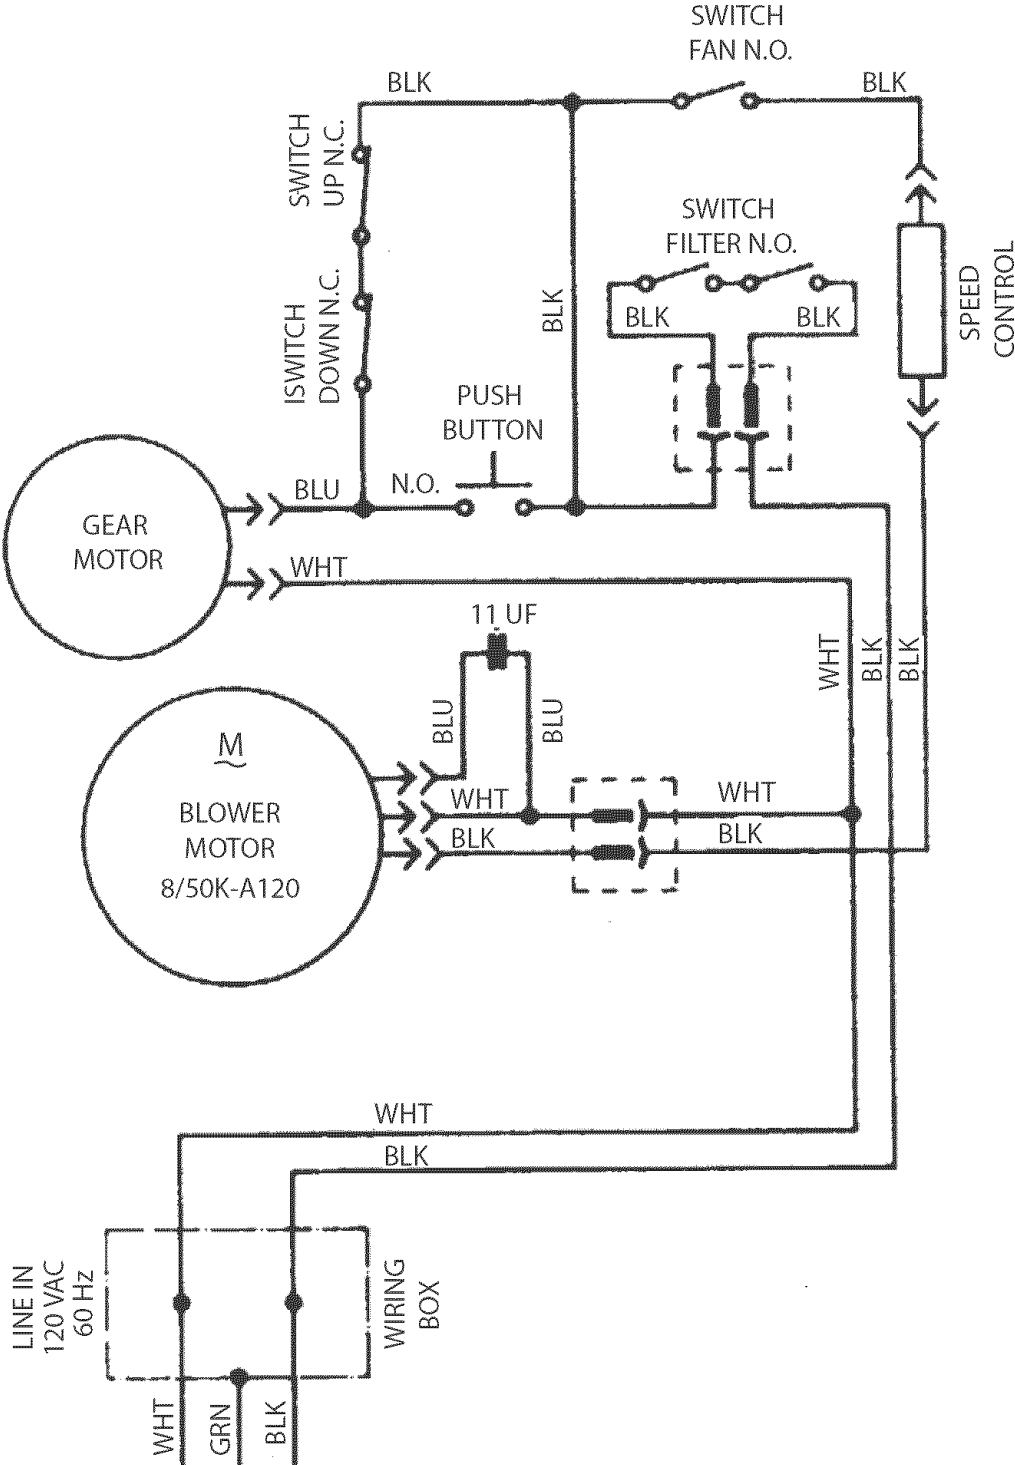 SWITCH
FAN N.O.
BLK
BLK
SWITCH
UP N.C.
SWITCH
FILTER N.O.
BLK
BLK
BLK
SPEED
CONTROL
ISWITCH
DOWN N.C.
PUSH
BUTTON
BLU
N.O.
GEAR
MOTOR
WHT
11 UF
WHT
BLK
BLK
BLU
BLU
M
BLOWER
MOTOR
8/50K-A120
WHT
BLK
WHT
BLK
WHT
BLK
LINE IN
120 VAC
60 Hz
WIRING
BOX
WHT
GRN
BLK